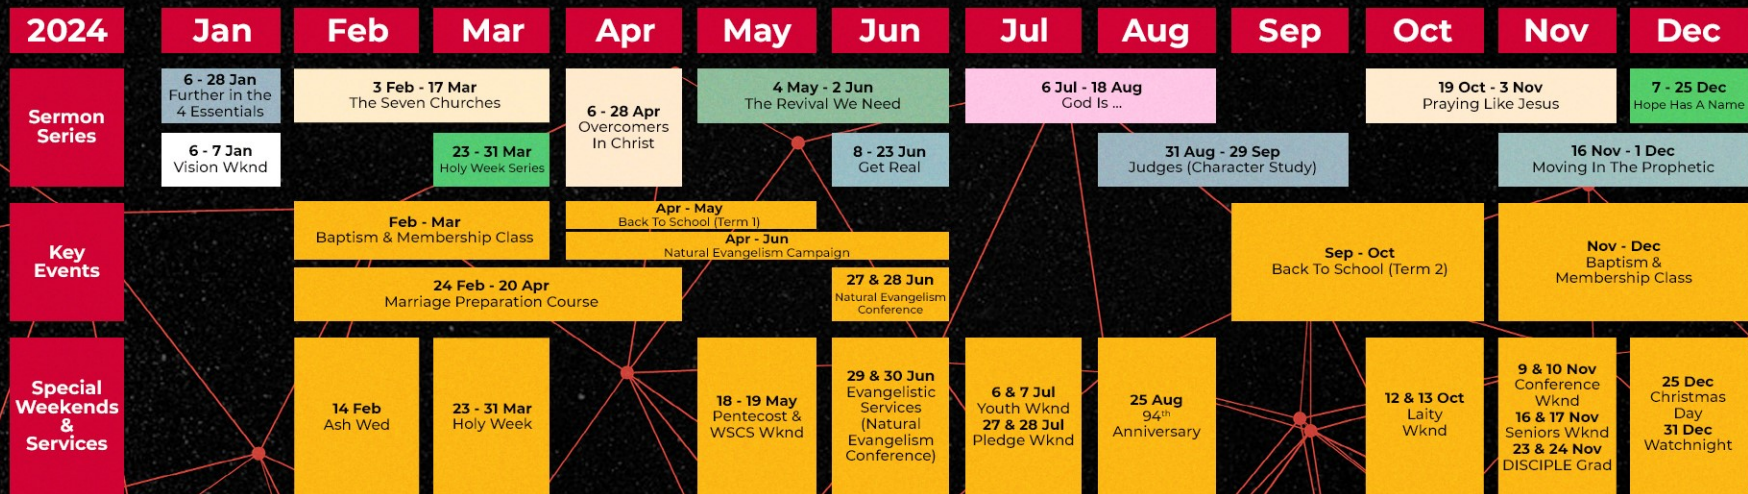 2024 Jan Feb Mar Apr May Jun Jul Aug Sep Oct Nov Dec
Sermon
Series
6 - 28 Jan
Further in the
4 Essentials
3 Feb - 17 Mar
The Seven Churches
6 - 28 Apr
Overcomers
In Christ
4 May - 2 Jun
The Revival We Need
6 Jul - 18 Aug
God Is ...
19 Oct - 3 Nov
Praying Like Jesus
7 - 25 Dec
Hope Has A Name
6 - 7 Jan
Vision Wknd
23 - 31 Mar
Holy Week Series
8 - 23 Jun
Get Real
31 Aug - 29 Sep
Judges (Character Study)
16 Nov - 1 Dec
Moving In The Prophetic
Key
Events
Feb - Mar
Baptism & Membership Class
Apr - May
Back To School (Term 1)
Apr - Jun
Natural Evangelism Campaign
24 Feb - 20 Apr
Marriage Preparation Course
27 & 28 Jun
Natural Evangelism
Conference
Sep - Oct
Back To School (Term 2)
Nov - Dec
Baptism &
Membership Class
Special
Weekends
&
Services
14 Feb
Ash Wed
23 - 31 Mar
Holy Week
18 - 19 May
Pentecost &
WSCS Wknd
29 & 30 Jun
Evangelistic
Services
(Natural
Evangelism
Conference)
6 & 7 Jul
Youth Wknd
27 & 28 Jul
Pledge Wknd
25 Aug
94th
Anniversary
12 & 13 Oct
Laity
Wknd
9 & 10 Nov
Conference
Wknd
16 & 17 Nov
Seniors Wknd
23 & 24 Nov
DISCIPLE Grad
25 Dec
Christmas
Day
31 Dec
Watchnight